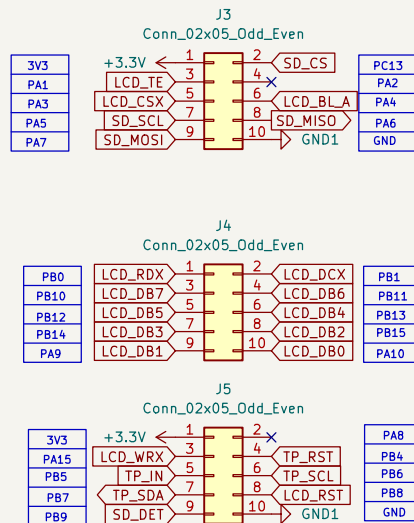 J3
Conn_02x05_Odd_Even
3V3 +3.3V 1 2 SD_CS PC13
PA1 LCD_TE 3 4 PA2
PA3 LCD_CSX 5 6 LCD_BL_A PA4
PA5 SD_SCL 7 8 SD_MISO PA6
PA7 SD_MOSI 9 10 GND1 GND
J4
Conn_02x05_Odd_Even
PB0 LCD_RDX 1 2 LCD_DCX PB1
PB10 LCD_DB7 3 4 LCD_DB6 PB11
PB12 LCD_DB5 5 6 LCD_DB4 PB13
PB14 LCD_DB3 7 8 LCD_DB2 PB15
PA9 LCD_DB1 9 10 LCD_DB0 PA10
J5
Conn_02x05_Odd_Even
3V3 +3.3V 1 2 PA8
PA15 LCD_WRX 3 4 TP_RST PB4
PB5 TP_IN 5 6 TP_SCL PB6
PB7 TP_SDA 7 8 LCD_RST PB8
PB9 SD_DET 9 10 GND1 GND